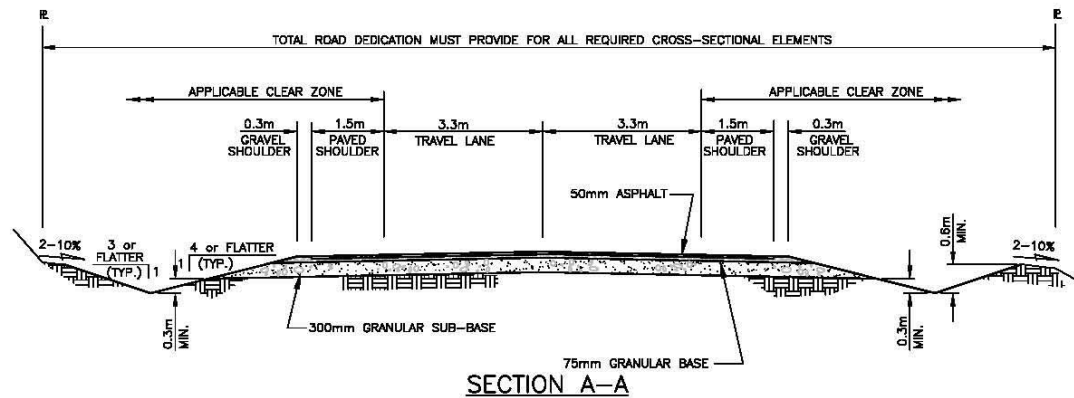 ℄ ℄
TOTAL ROAD DEDICATION MUST PROVIDE FOR ALL REQUIRED CROSS-SECTIONAL ELEMENTS
APPLICABLE CLEAR ZONE
APPLICABLE CLEAR ZONE
0.3m
GRAVEL
SHOULDER
1.5m
PAVED
SHOULDER
3.3m
TRAVEL LANE
3.3m
TRAVEL LANE
1.5m
PAVED
SHOULDER
0.3m
GRAVEL
SHOULDER
50mm ASPHALT
2-10%
3 or
FLATTER
(TYP.)
1
4 or FLATTER
(TYP.)
1
0.6m
MIN.
2-10%
0.3m
MIN.
300mm GRANULAR SUB-BASE
0.3m
MIN.
75mm GRANULAR BASE
SECTION A-A